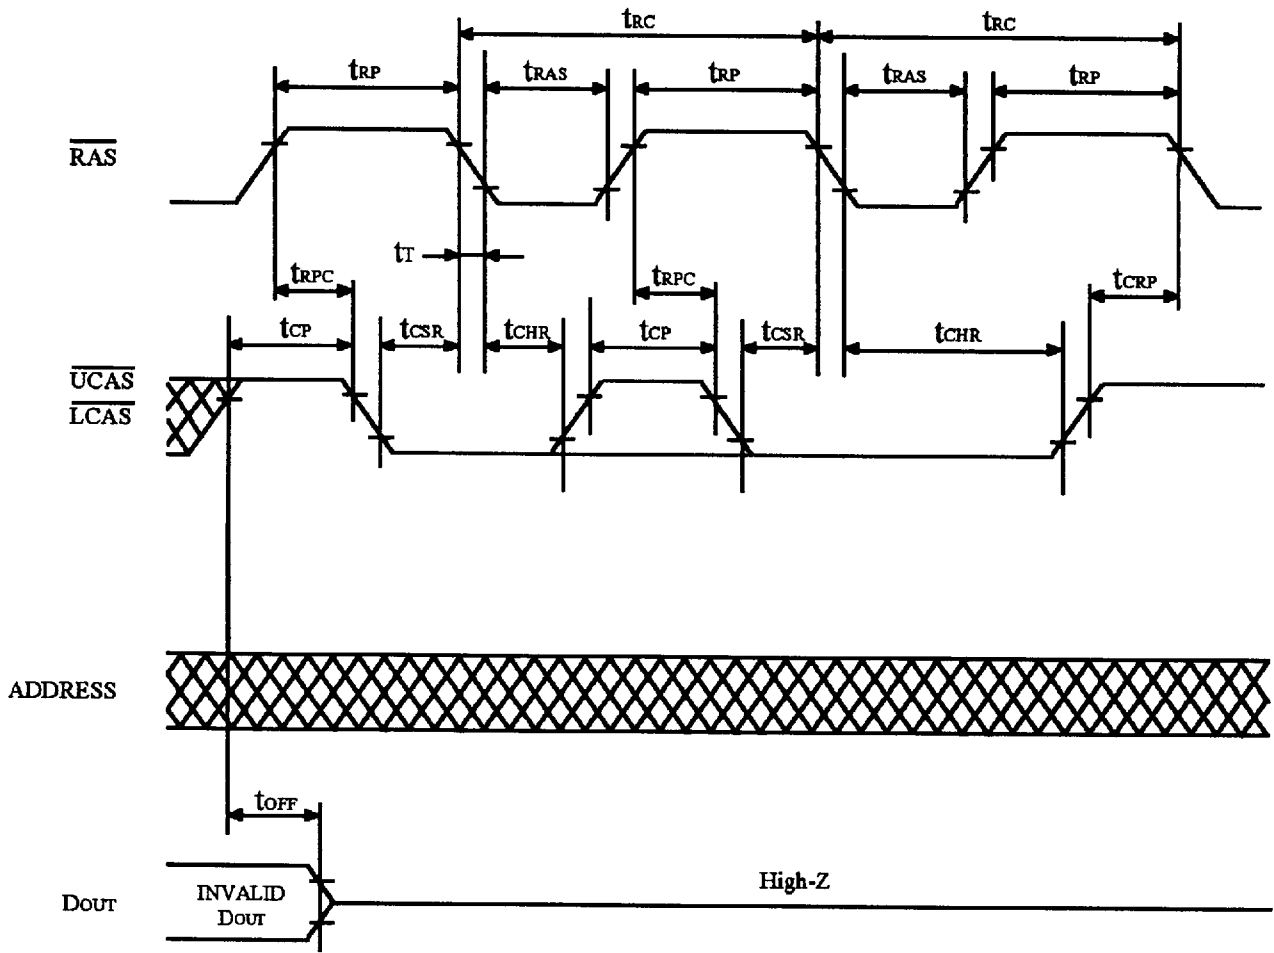 tRC tRC
tRP tRAS tRP tRAS tRP
RAS
tT
tRPC tRPC tCRP
tCP tCSR tCHR tCP tCSR tCHR
UCAS
LCAS
ADDRESS
tOFF
INVALID
DOUT
High-Z
DOUT